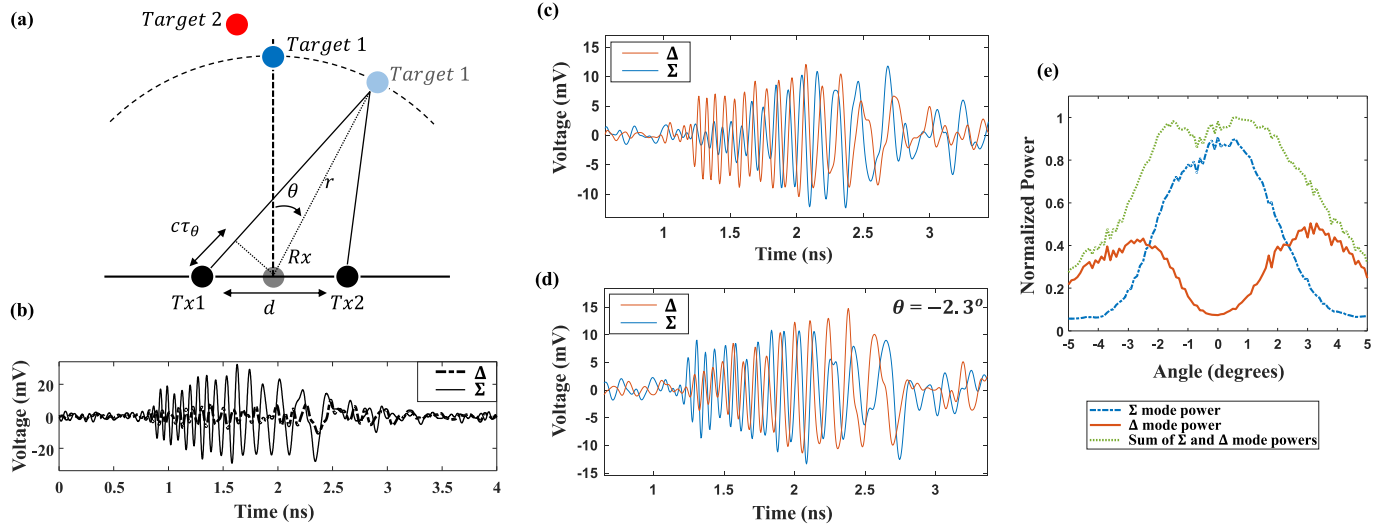 (a)
Target 2
Target 1
Target 1
θ
r
cτθ
Rx
Tx1
d
Tx2
(b)
Voltage (mV)
20
0
-20
Δ
Σ
0
0.5
1
1.5
2
2.5
3
3.5
4
Time (ns)
(c)
Voltage (mV)
15
10
5
0
-5
-10
Δ
Σ
1
1.5
2
2.5
3
Time (ns)
(d)
Voltage (mV)
15
10
5
0
-5
-10
-15
Δ
Σ
θ = −2.3º
1
1.5
2
2.5
3
Time (ns)
(e)
Normalized Power
1
0.8
0.6
0.4
0.2
0
-5
-4
-3
-2
-1
0
1
2
3
4
5
Angle (degrees)
Σ mode power
Δ mode power
Sum of Σ and Δ mode powers